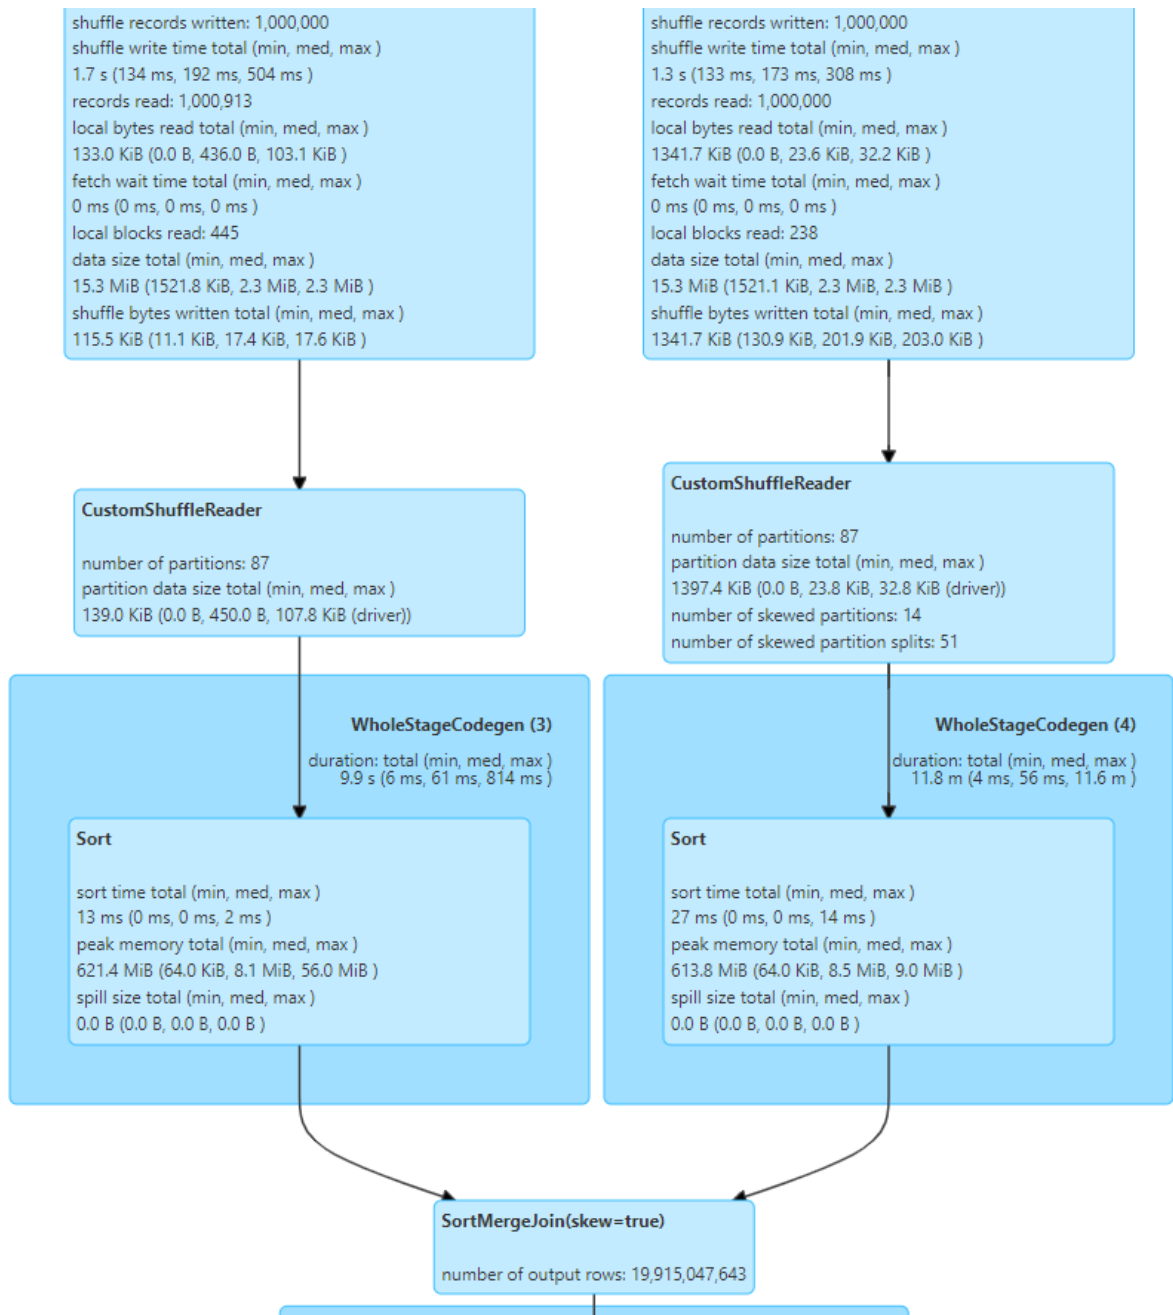 shuffle records written: 1,000,000
shuffle write time total (min, med, max )
1.7 s (134 ms, 192 ms, 504 ms )
records read: 1,000,913
local bytes read total (min, med, max )
133.0 KiB (0.0 B, 436.0 B, 103.1 KiB )
fetch wait time total (min, med, max )
0 ms (0 ms, 0 ms, 0 ms )
local blocks read: 445
data size total (min, med, max )
15.3 MiB (1521.8 KiB, 2.3 MiB, 2.3 MiB )
shuffle bytes written total (min, med, max )
115.5 KiB (11.1 KiB, 17.4 KiB, 17.6 KiB )
shuffle records written: 1,000,000
shuffle write time total (min, med, max )
1.3 s (133 ms, 173 ms, 308 ms )
records read: 1,000,000
local bytes read total (min, med, max )
1341.7 KiB (0.0 B, 23.6 KiB, 32.2 KiB )
fetch wait time total (min, med, max )
0 ms (0 ms, 0 ms, 0 ms )
local blocks read: 238
data size total (min, med, max )
15.3 MiB (1521.1 KiB, 2.3 MiB, 2.3 MiB )
shuffle bytes written total (min, med, max )
1341.7 KiB (130.9 KiB, 201.9 KiB, 203.0 KiB )
CustomShuffleReader
number of partitions: 87
partition data size total (min, med, max )
139.0 KiB (0.0 B, 450.0 B, 107.8 KiB (driver))
CustomShuffleReader
number of partitions: 87
partition data size total (min, med, max )
1397.4 KiB (0.0 B, 23.8 KiB, 32.8 KiB (driver))
number of skewed partitions: 14
number of skewed partition splits: 51
WholeStageCodegen (3)
duration: total (min, med, max )
9.9 s (6 ms, 61 ms, 814 ms )
Sort
sort time total (min, med, max )
13 ms (0 ms, 0 ms, 2 ms )
peak memory total (min, med, max )
621.4 MiB (64.0 KiB, 8.1 MiB, 56.0 MiB )
spill size total (min, med, max )
0.0 B (0.0 B, 0.0 B, 0.0 B )
WholeStageCodegen (4)
duration: total (min, med, max )
11.8 m (4 ms, 56 ms, 11.6 m )
Sort
sort time total (min, med, max )
27 ms (0 ms, 0 ms, 14 ms )
peak memory total (min, med, max )
613.8 MiB (64.0 KiB, 8.5 MiB, 9.0 MiB )
spill size total (min, med, max )
0.0 B (0.0 B, 0.0 B, 0.0 B )
SortMergeJoin(skew=true)
number of output rows: 19,915,047,643